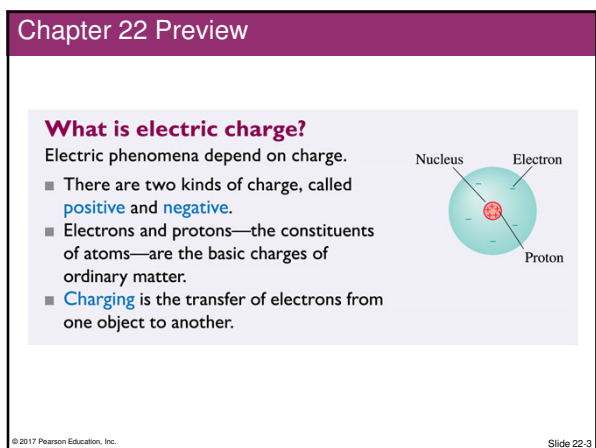 Chapter 22 Preview
What is electric charge?
Electric phenomena depend on charge.
■ There are two kinds of charge, called
positive and negative.
■ Electrons and protons—the constituents
of atoms—are the basic charges of
ordinary matter.
■ Charging is the transfer of electrons from
one object to another.
Nucleus Electron
Proton
© 2017 Pearson Education, Inc.
Slide 22-3